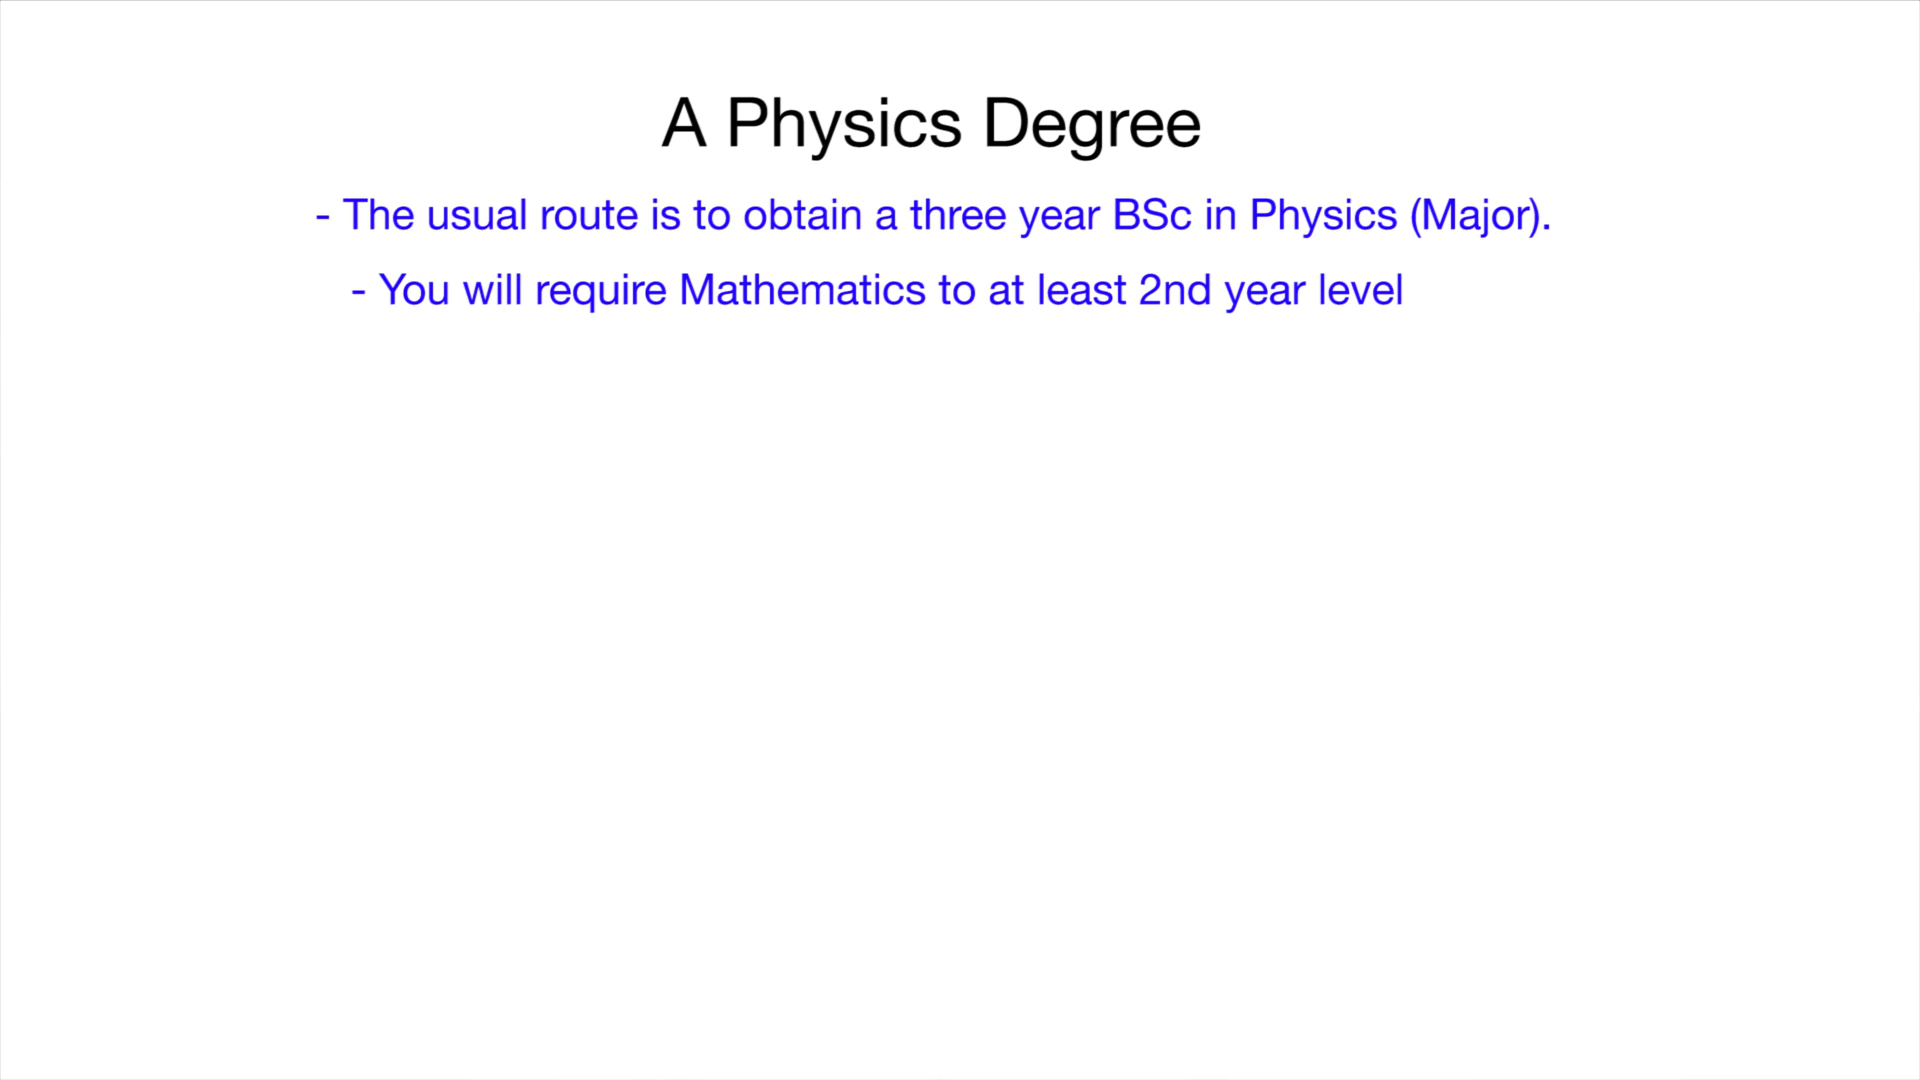 A Physics Degree
- The usual route is to obtain a three year BSc in Physics (Major).
- You will require Mathematics to at least 2nd year level